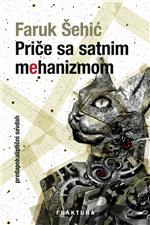 Faruk Šehić
Priče sa satnim
mehanizmom
predapokaliptični sevdah
FRAKTURA